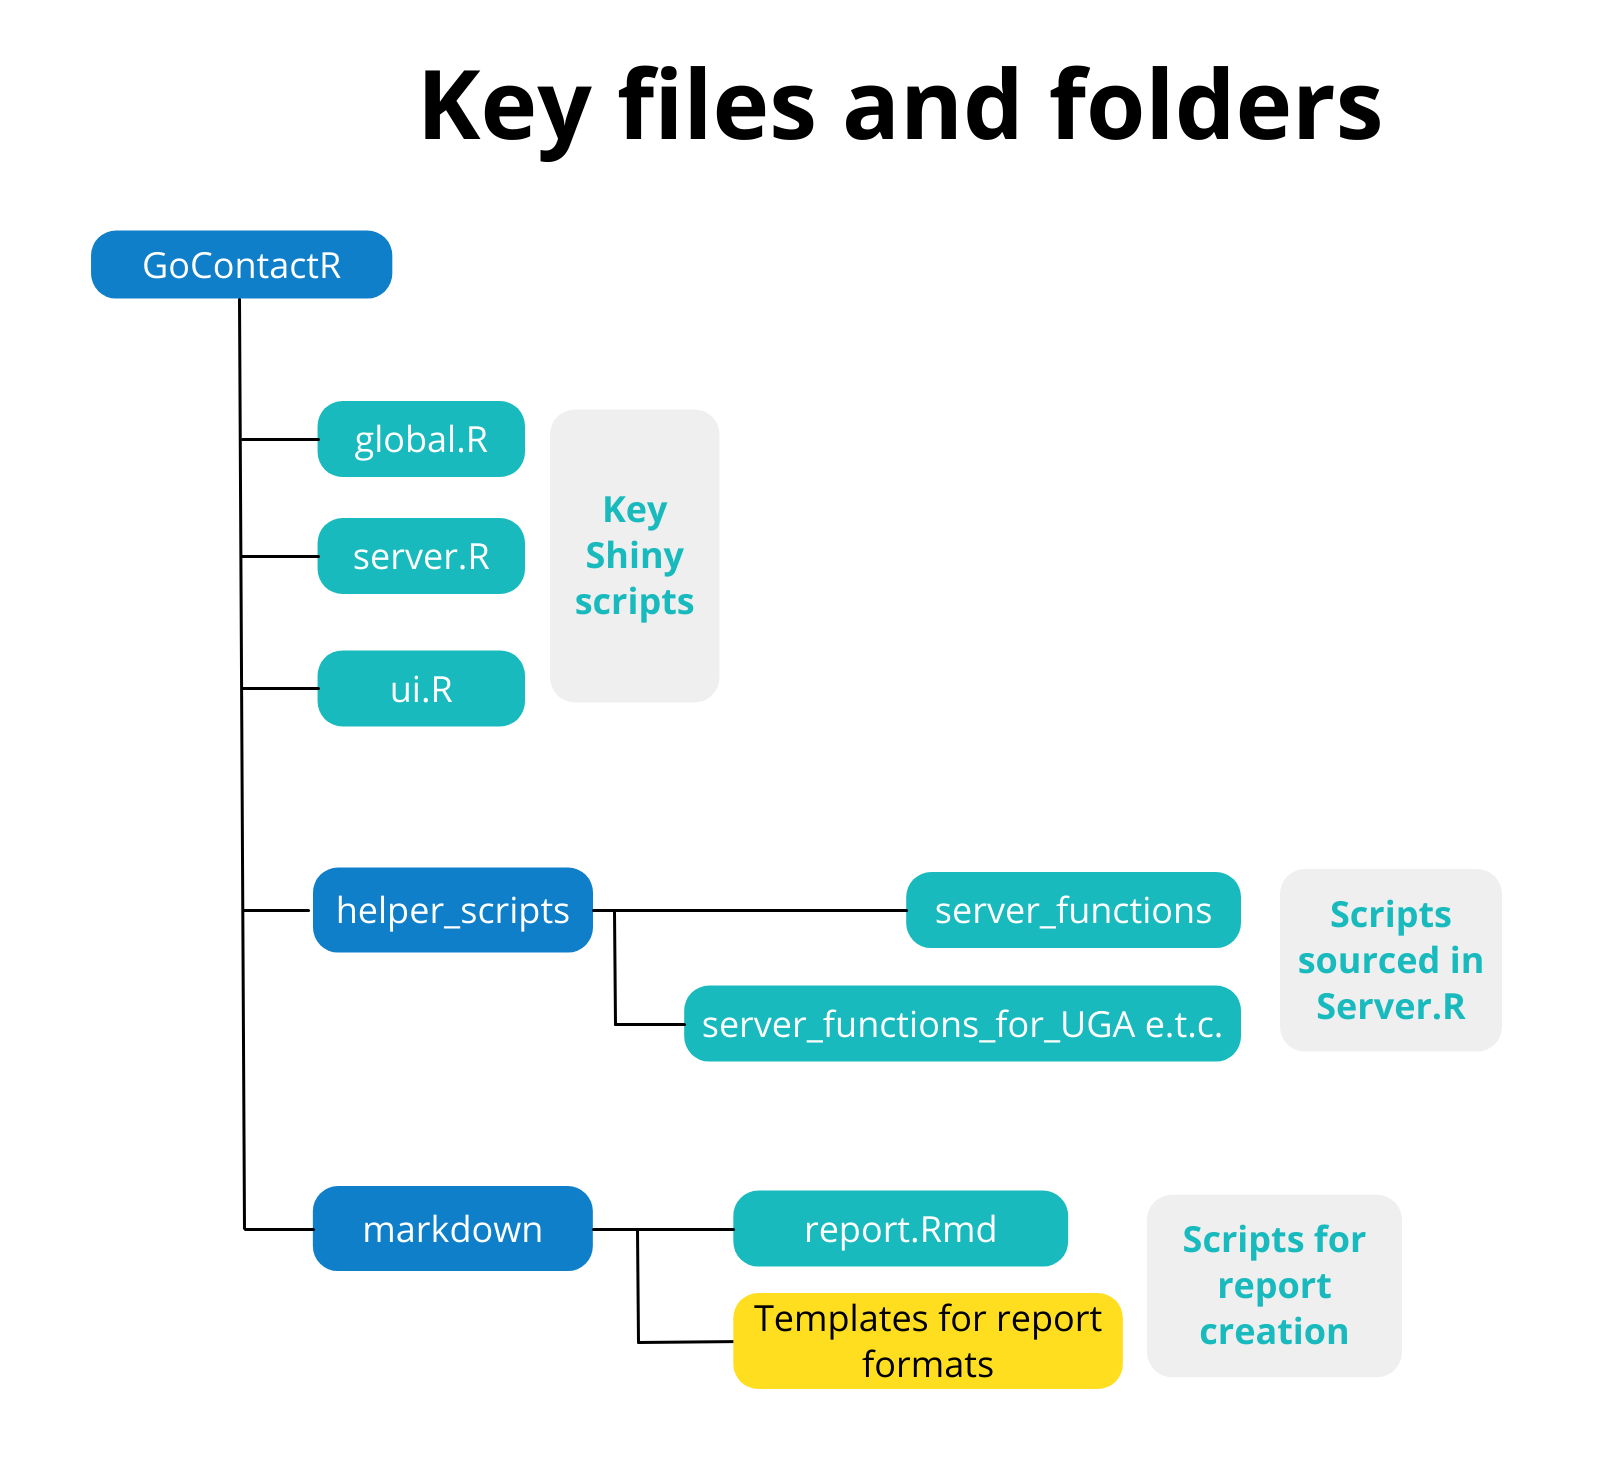 Key files and folders
GoContactR
global.R
server.R
ui.R
Key
Shiny
scripts
helper_scripts
server_functions
server_functions_for_UGA e.t.c.
Scripts
sourced in
Server.R
markdown
report.Rmd
Templates for report
formats
Scripts for
report
creation